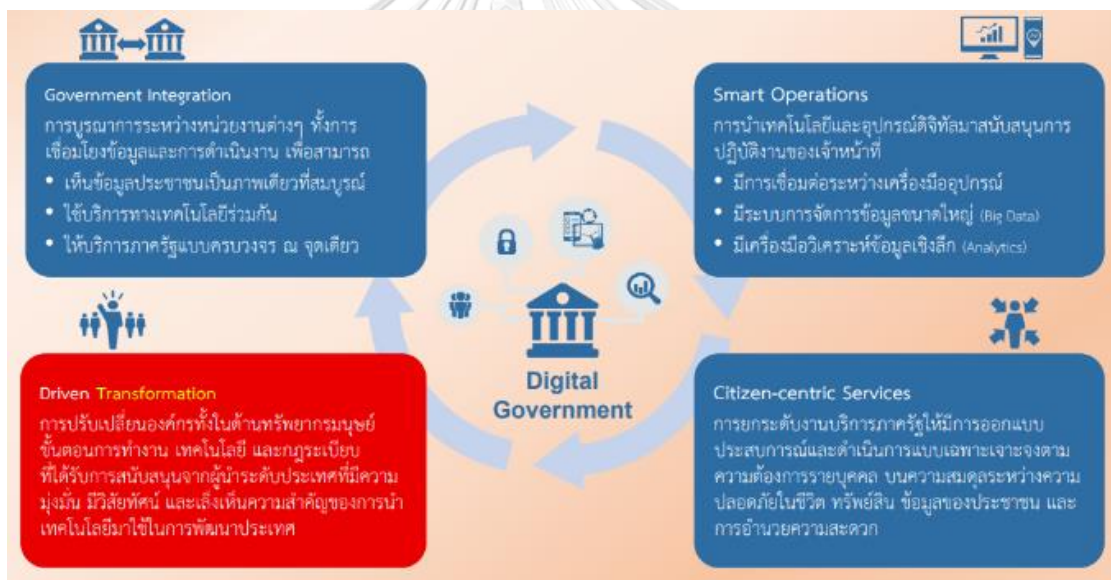 Government Integration
การบูรณาการระหว่างหน่วยงานต่างๆ ทั้งการ
เชื่อมโยงข้อมูลและการดำเนินงาน เพื่อสามารถ
• เห็นข้อมูลประชาชนเป็นภาพเดียวที่สมบูรณ์
• ใช้บริการทางเทคโนโลยีร่วมกัน
• ให้บริการภาครัฐแบบครบวงจร ณ จุดเดียว
Smart Operations
การนำเทคโนโลยีและอุปกรณ์ดิจิทัลมาสนับสนุนการ
ปฏิบัติงานของเจ้าหน้าที่
• มีการเชื่อมต่อระหว่างเครื่องมืออุปกรณ์
• มีระบบการจัดการข้อมูลขนาดใหญ่ (Big Data)
• มีเครื่องมือวิเคราะห์ข้อมูลเชิงลึก (Analytics)
Digital
Government
Driven Transformation
การปรับเปลี่ยนองค์กรทั้งในด้านทรัพยากรมนุษย์
ขั้นตอนการทำงาน เทคโนโลยี และกฎระเบียบ
ที่ได้รับการสนับสนุนจากผู้นำระดับประเทศที่มีความ
มุ่งมั่น มีวิสัยทัศน์ และเล็งเห็นความสำคัญของการนำ
เทคโนโลยีมาใช้ในการพัฒนาประเทศ
Citizen-centric Services
การยกระดับงานบริการภาครัฐให้มีการออกแบบ
ประสบการณ์และดำเนินการแบบเฉพาะเจาะจงตาม
ความต้องการรายบุคคล บนความสมดุลระหว่างความ
ปลอดภัยในชีวิต ทรัพย์สิน ข้อมูลของประชาชน และ
การอำนวยความสะดวก